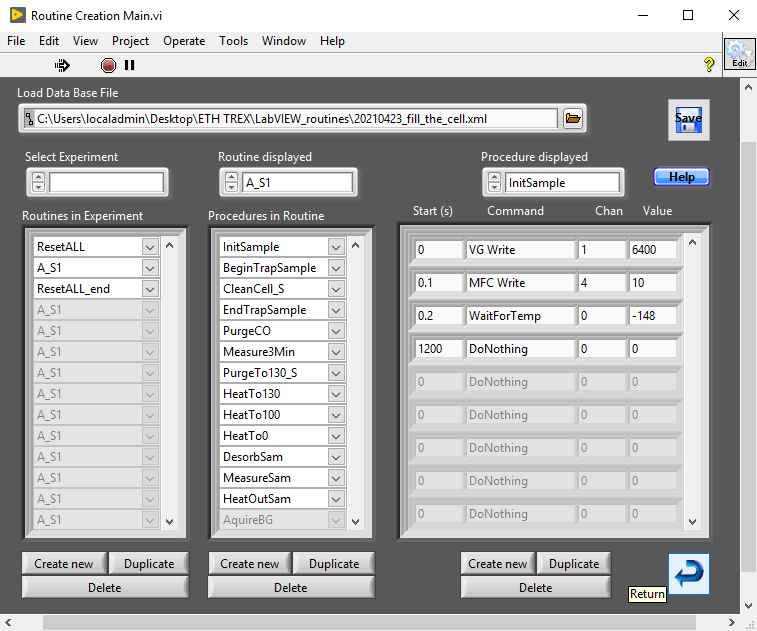 Routine Creation Main.vi
File Edit View Project Operate Tools Window Help
?
Edit..
Load Data Base File
C:\Users\localadmin\Desktop\ETH TREX\LabVIEW_routines\20210423_fill_the_cell.xml
Save
Select Experiment
Routine displayed
A_S1
Procedure displayed
InitSample
Help
Routines in Experiment
ResetALL
A_S1
ResetALL_end
A_S1
A_S1
A_S1
A_S1
A_S1
A_S1
A_S1
A_S1
A_S1
A_S1
A_S1
Create new Duplicate
Delete
Procedures in Routine
InitSample
BeginTrapSample
CleanCell_S
EndTrapSample
PurgeCO
Measure3Min
PurgeTo130_S
HeatTo130
HeatTo100
HeatTo0
DesorbSam
MeasureSam
HeatOutSam
AquireBG
Create new Duplicate
Delete
Start (s) Command Chan Value
0 VG Write 1 6400
0.1 MFC Write 4 10
0.2 WaitForTemp 0 -148
1200 DoNothing 0 0
0 DoNothing 0 0
0 DoNothing 0 0
0 DoNothing 0 0
0 DoNothing 0 0
0 DoNothing 0 0
Create new Duplicate
Delete
Return